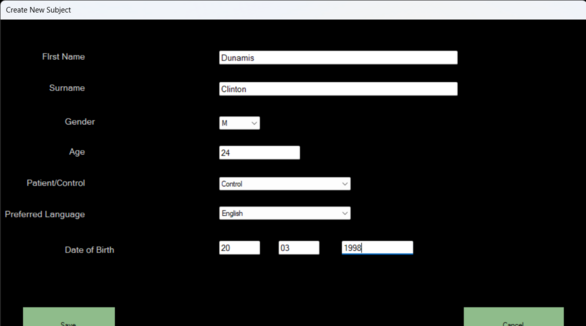 Create New Subject
FIrst Name Dunamis
Surname Clinton
Gender M
Age 24
Patient/Control Control
Preferred Language English
Date of Birth 20 03 1998
Save Cancel